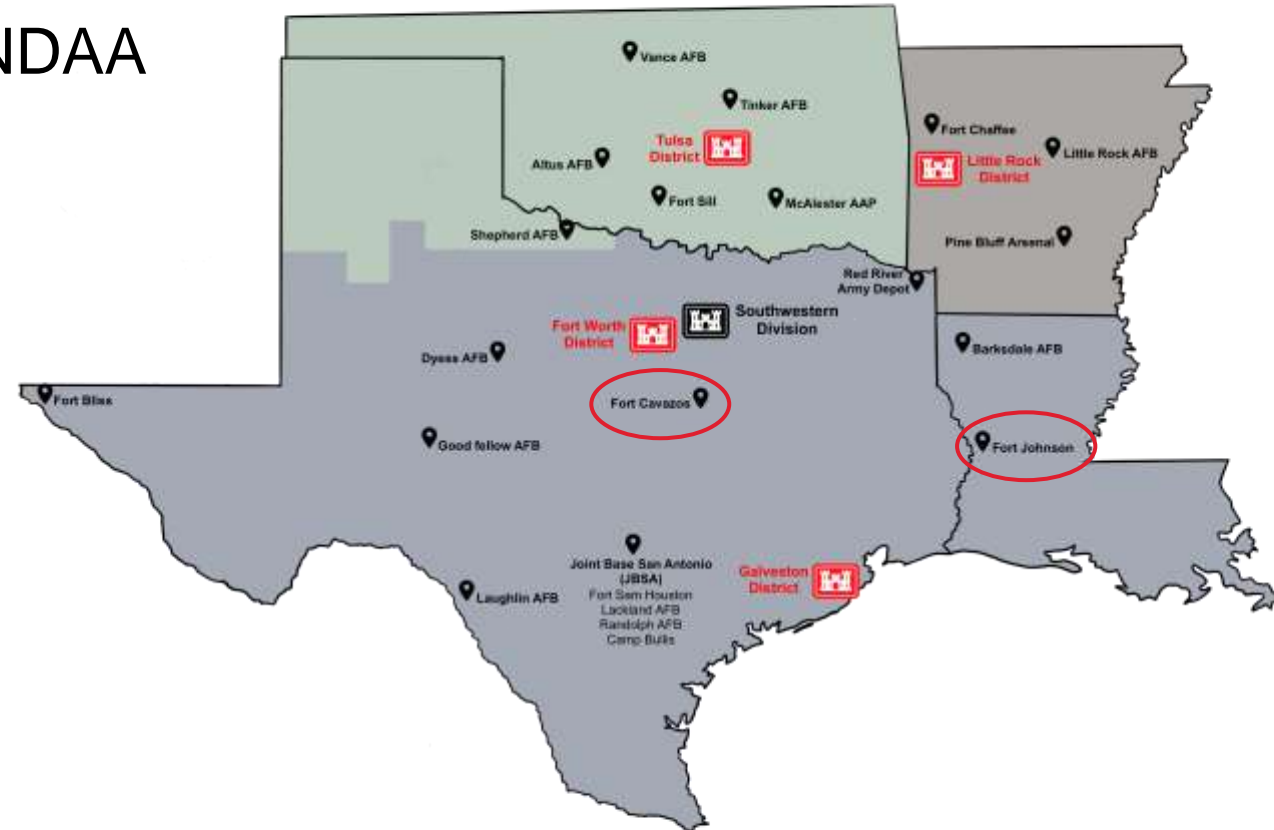 NDAA
Vance AFB
Tinker AFB
Tulsa
District
Altus AFB
Fort Sill
McAlester AAP
Shepherd AFB
Fort Chaffee
Little Rock AFB
Little Rock
District
Pine Bluff Arsenal
Red River
Army Depot
Southwestern
Division
Fort Worth
District
Dyess AFB
Barksdale AFB
Fort Bliss
Fort Cavazos
Good fellow AFB
Fort Johnson
Joint Base San Antonio
(JBSA)
Fort Sam Houston
Lackland AFB
Randolph AFB
Camp Bullis
Laughlin AFB
Galveston
District